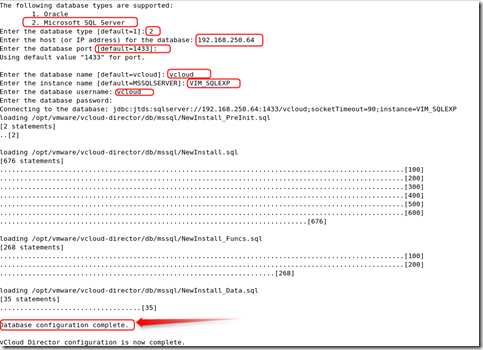 The following database types are supported:
1. Oracle
2. Microsoft SQL Server
Enter the database type [default=1]: 2
Enter the host (or IP address) for the database: 192.168.250.64
Enter the database port [default=1433]:
Using default value "1433" for port.
Enter the database name [default=vcloud]: vcloud
Enter the instance name [default=MSSQLSERVER]: VIM_SQLEXP
Enter the database username: vcloud
Enter the database password:
Connecting to the database: jdbc:jtds:sqlserver://192.168.250.64:1433/vcloud;socketTimeout=90;instance=VIM_SQLEXP
loading /opt/vmware/vcloud-director/db/mssql/NewInstall_PreInit.sql
[2 statements]
..[2]
loading /opt/vmware/vcloud-director/db/mssql/NewInstall.sql
[676 statements]
....................................................................................................[100]
....................................................................................................[200]
....................................................................................................[300]
....................................................................................................[400]
....................................................................................................[500]
....................................................................................................[600]
............................................................................[676]
loading /opt/vmware/vcloud-director/db/mssql/NewInstall_Funcs.sql
[268 statements]
....................................................................................................[100]
....................................................................................................[200]
....................................................................[268]
loading /opt/vmware/vcloud-director/db/mssql/NewInstall_Data.sql
[35 statements]
...................................[35]
Database configuration complete.
vCloud Director configuration is now complete.